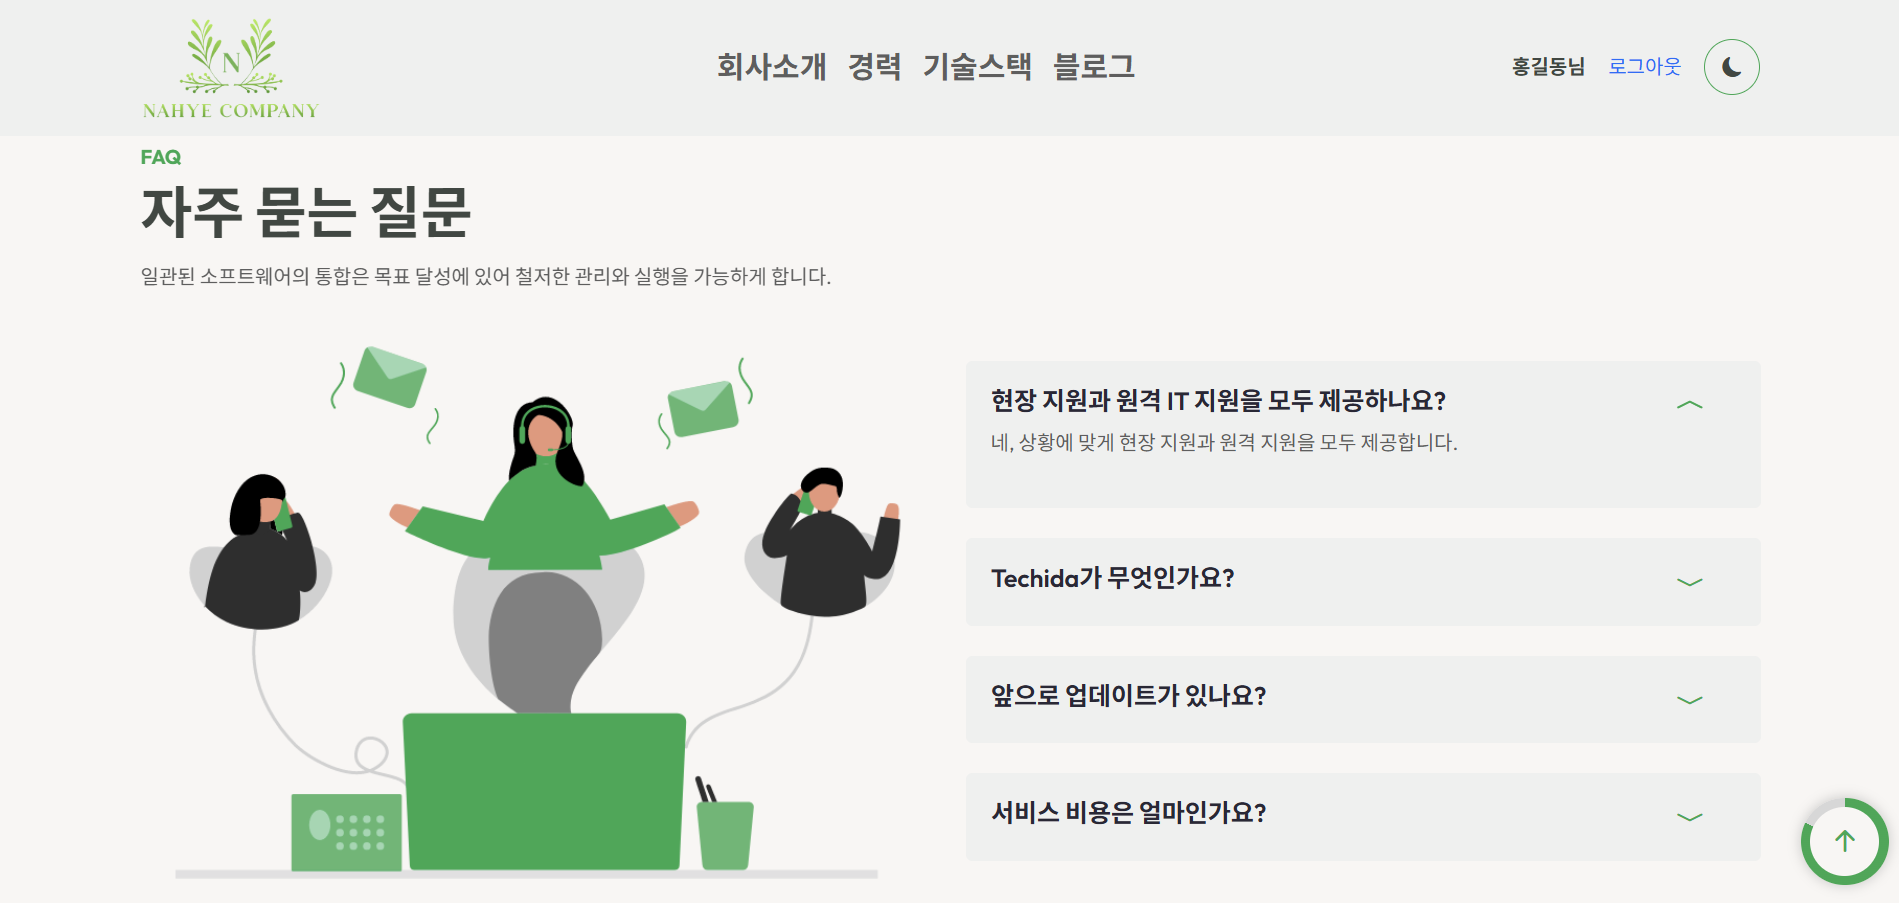 N
NAHYE COMPANY
회사소개 경력 기술스택 블로그
홍길동님 로그아웃
FAQ
자주 묻는 질문
일관된 소프트웨어의 통합은 목표 달성에 있어 철저한 관리와 실행을 가능하게 합니다.
현장 지원과 원격 IT 지원을 모두 제공하나요?
네, 상황에 맞게 현장 지원과 원격 지원을 모두 제공합니다.
Techida가 무엇인가요?
앞으로 업데이트가 있나요?
서비스 비용은 얼마인가요?